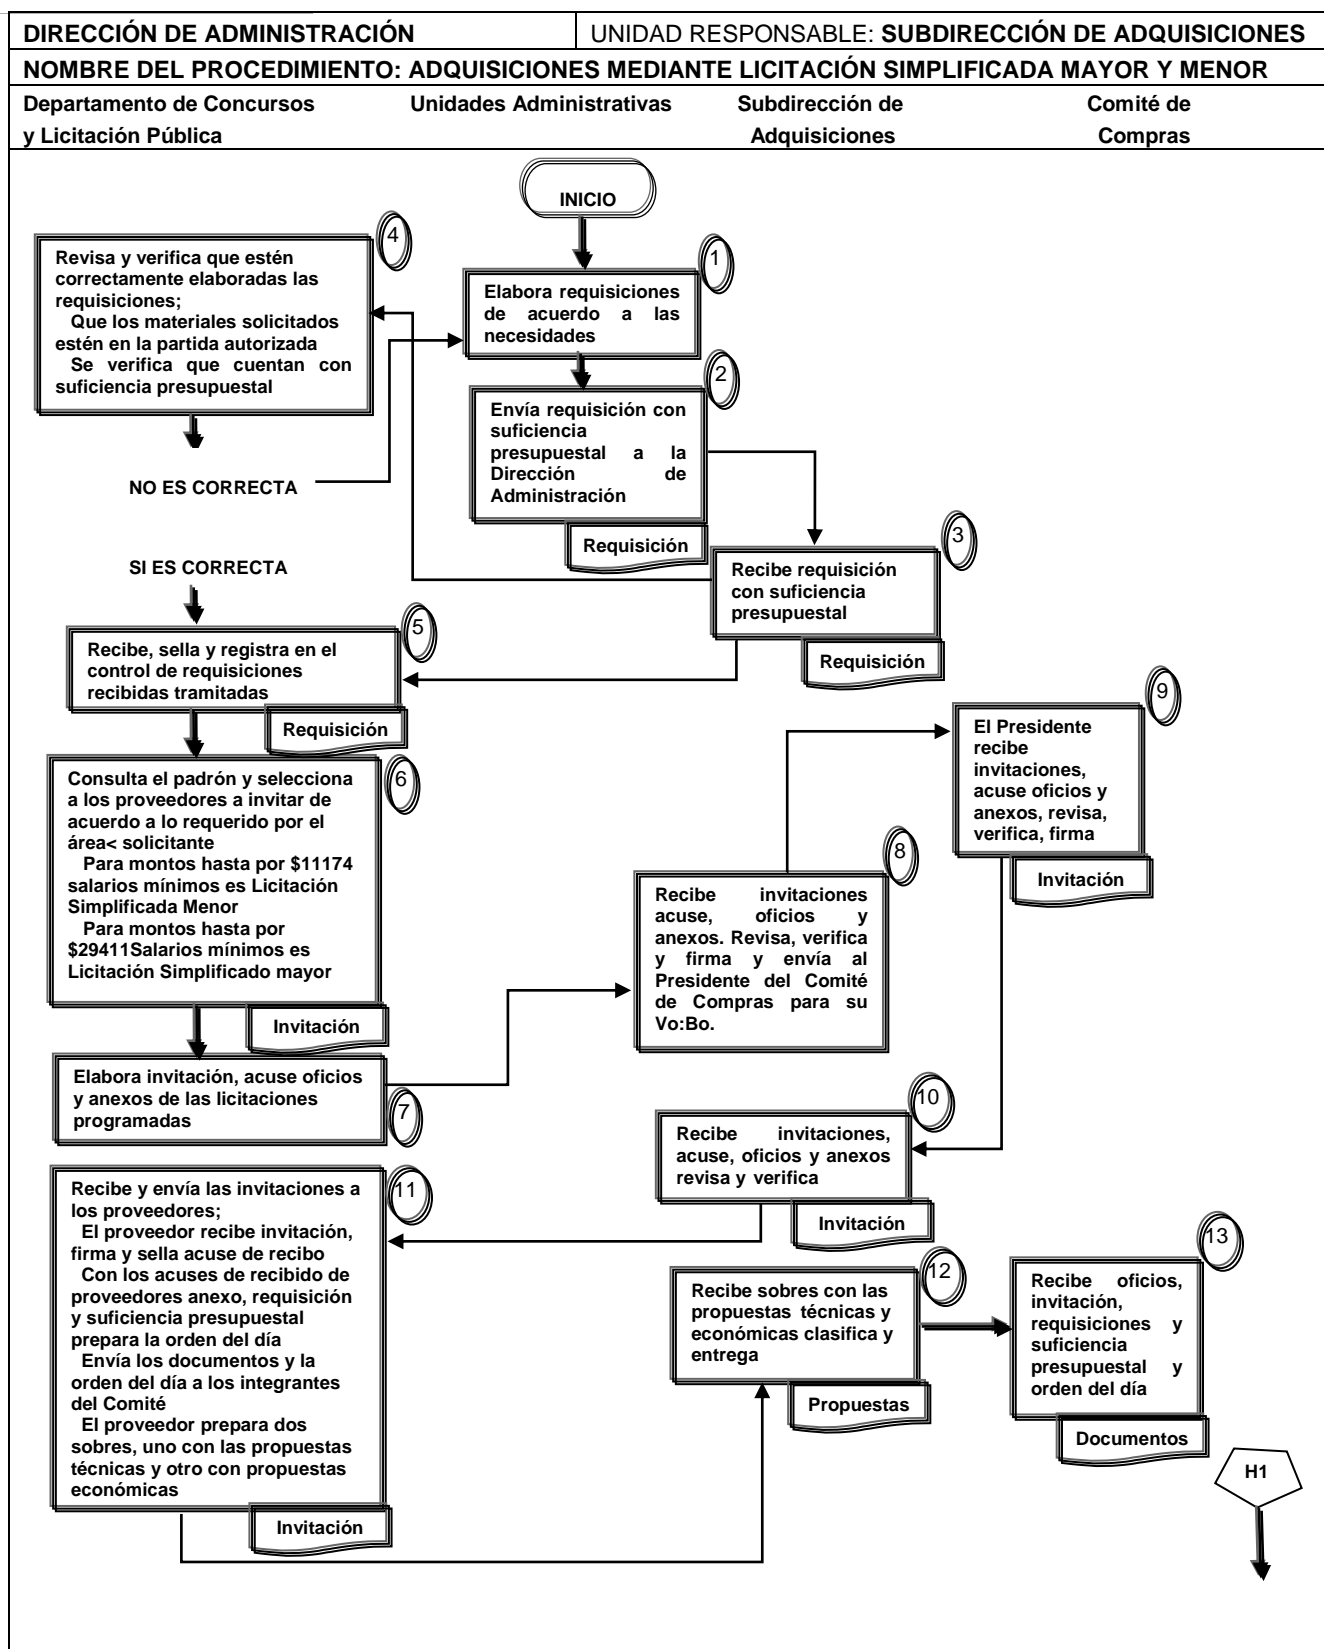 DIRECCIÓN DE ADMINISTRACIÓN
UNIDAD RESPONSABLE: SUBDIRECCIÓN DE ADQUISICIONES
NOMBRE DEL PROCEDIMIENTO: ADQUISICIONES MEDIANTE LICITACIÓN SIMPLIFICADA MAYOR Y MENOR
Departamento de Concursos
y Licitación Pública
Unidades Administrativas
Subdirección de
Adquisiciones
Comité de
Compras
INICIO
1
Elabora requisiciones
de acuerdo a las
necesidades
2
Envía requisición con
suficiencia
presupuestal a la
Dirección de
Administración
Requisición
3
Recibe requisición
con suficiencia
presupuestal
Requisición
4
Revisa y verifica que estén
correctamente elaboradas las
requisiciones;
Que los materiales solicitados
estén en la partida autorizada
Se verifica que cuentan con
suficiencia presupuestal
NO ES CORRECTA
SI ES CORRECTA
5
Recibe, sella y registra en el
control de requisiciones
recibidas tramitadas
Requisición
6
Consulta el padrón y selecciona
a los proveedores a invitar de
acuerdo a lo requerido por el
área< solicitante
Para montos hasta por $11174
salarios mínimos es Licitación
Simplificada Menor
Para montos hasta por
$29411Salarios mínimos es
Licitación Simplificado mayor
Invitación
7
Elabora invitación, acuse oficios
y anexos de las licitaciones
programadas
8
Recibe invitaciones
acuse, oficios y
anexos. Revisa, verifica
y firma y envía al
Presidente del Comité
de Compras para su
Vo:Bo.
9
El Presidente
recibe
invitaciones,
acuse oficios y
anexos, revisa,
verifica, firma
Invitación
10
Recibe invitaciones,
acuse, oficios y anexos
revisa y verifica
Invitación
11
Recibe y envía las invitaciones a
los proveedores;
El proveedor recibe invitación,
firma y sella acuse de recibo
Con los acuses de recibido de
proveedores anexo, requisición
y suficiencia presupuestal
prepara la orden del día
Envía los documentos y la
orden del día a los integrantes
del Comité
El proveedor prepara dos
sobres, uno con las propuestas
técnicas y otro con propuestas
económicas
Invitación
12
Recibe sobres con las
propuestas técnicas y
económicas clasifica y
entrega
Propuestas
13
Recibe oficios,
invitación,
requisiciones y
suficiencia
presupuestal y
orden del día
Documentos
H1